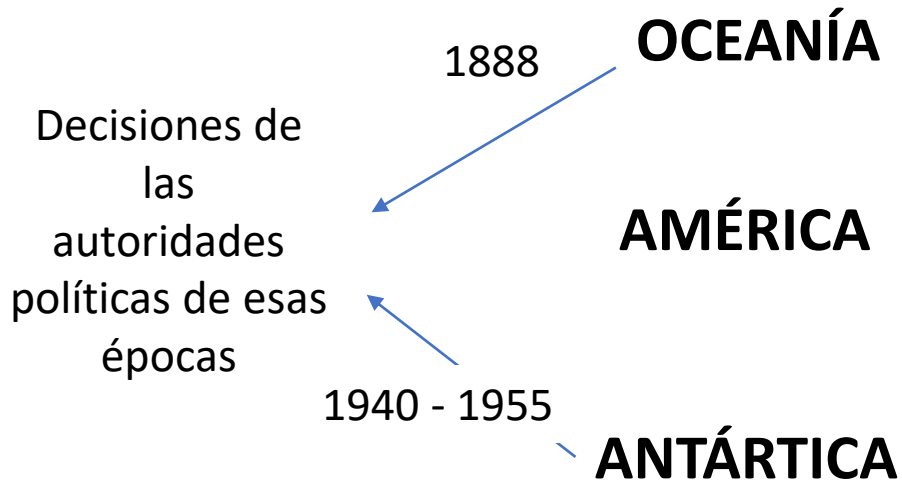 OCEANÍA
1888
Decisiones de
las
autoridades
políticas de esas
épocas
AMÉRICA
1940 - 1955
ANTÁRTICA